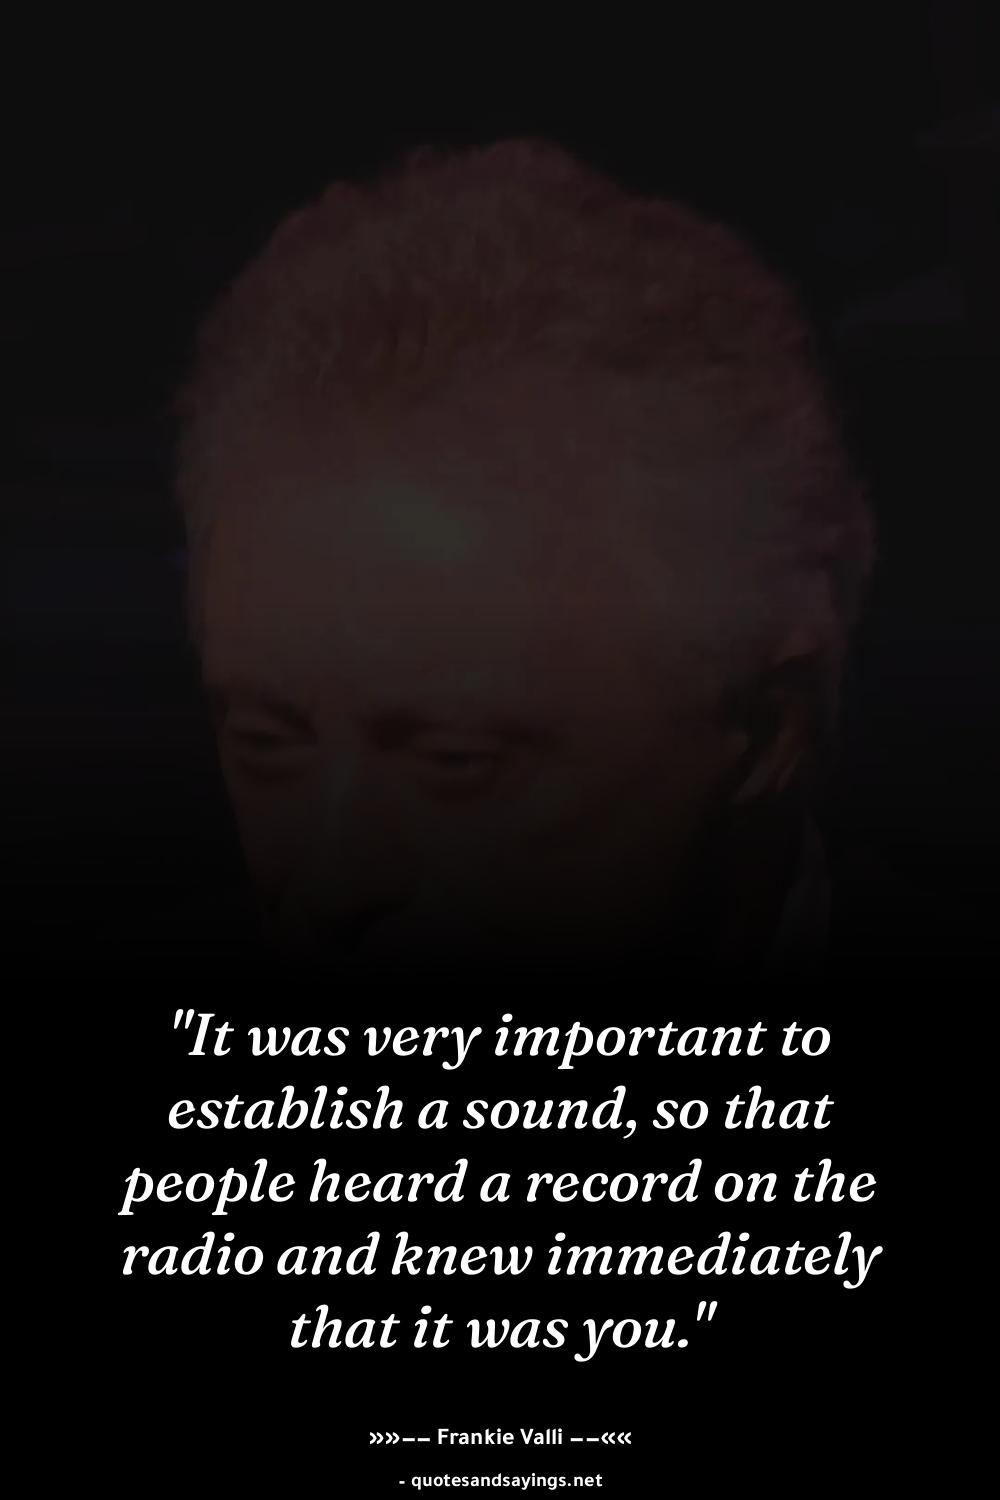 "It was very important to
establish a sound, so that
people heard a record on the
radio and knew immediately
that it was you."
»»−− Frankie Valli −−««
- quotesandsayings.net